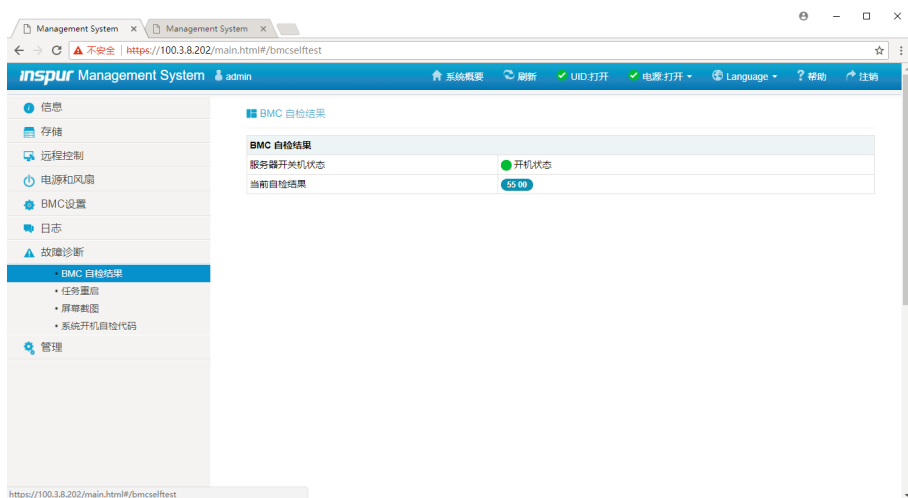 Management System
Management System
不安全 | https://100.3.8.202/main.html#/bmcselftest
inspur Management System admin 系统概要 刷新 UID:打开 电源:打开 Language ? 帮助 注销
信息
存储
远程控制
电源和风扇
BMC设置
日志
故障诊断
• BMC 自检结果
• 任务重启
• 屏幕截图
• 系统开机自检代码
管理
BMC 自检结果
BMC 自检结果
服务器开关机状态 开机状态
当前自检结果 55 00
https://100.3.8.202/main.html#/bmcselftest